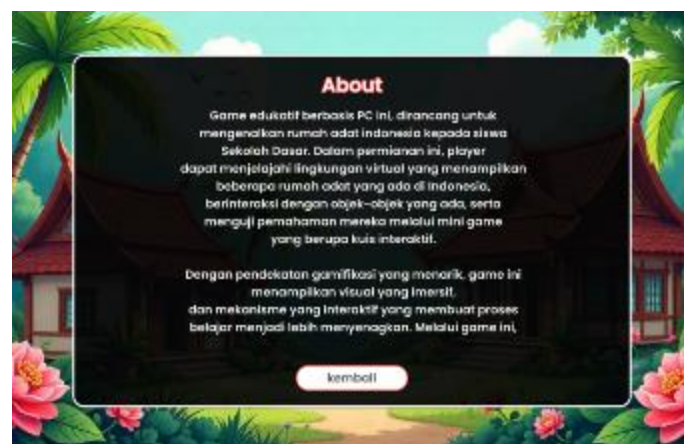 About
Game edukatif berbasis PC ini, dirancang untuk
mengenalkan rumah adat indonesia kepada siswa
Sekolah Dasar. Dalam permianan ini, player
dapat menjelajahi lingkungan virtual yang menampilkan
beberapa rumah adat yang ada di Indonesia,
berinteraksi dengan objek-objek yang ada, serta
menguji pemahaman mereka melalui mini game
yang berupa kuis interaktif.
Dengan pendekatan gamifikasi yang menarik, game ini
menampilkan visual yang imersif,
dan mekanisme yang interaktif yang membuat proses
belajar menjadi lebih menyenagkan. Melalui game ini,
kembali